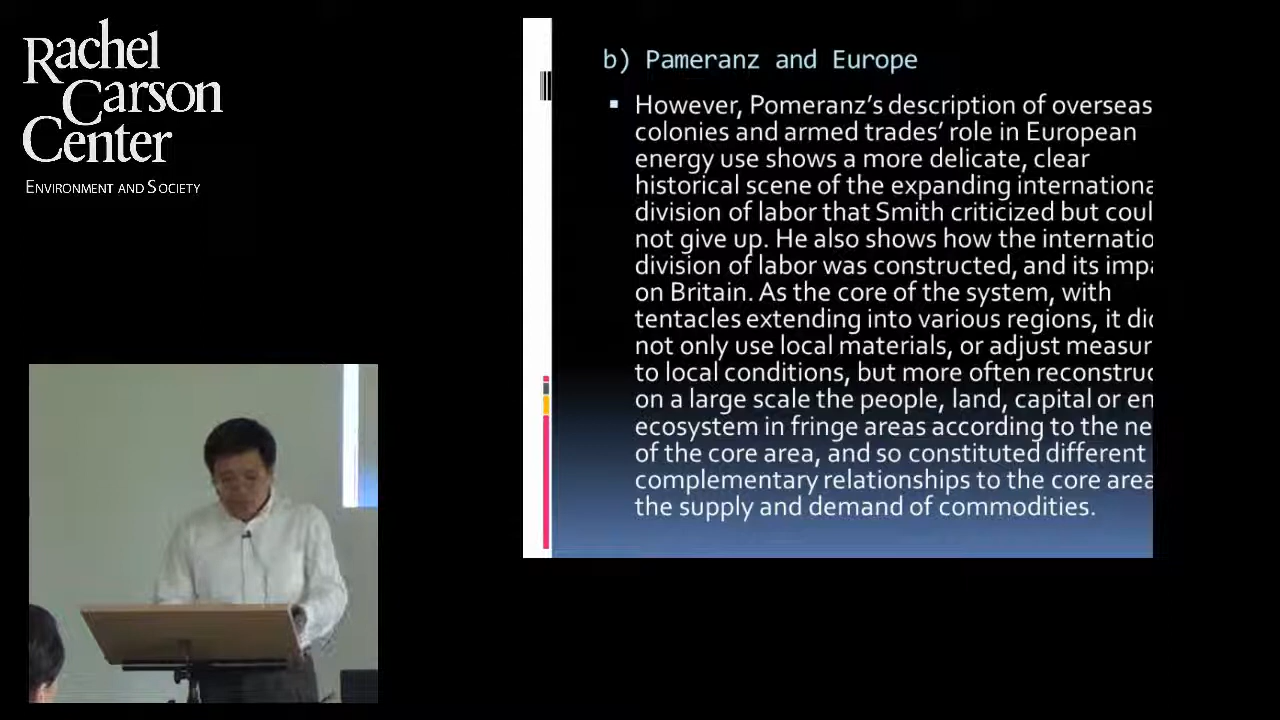 Rachel
Carson
Center
ENVIRONMENT AND SOCIETY
b) Pameranz and Europe
However, Pomeranz's description of overseas
colonies and armed trades' role in European
energy use shows a more delicate, clear
historical scene of the expanding internationa
division of labor that Smith criticized but coul
not give up. He also shows how the internatio
division of labor was constructed, and its impa
on Britain. As the core of the system, with
tentacles extending into various regions, it did
not only use local materials, or adjust measur
to local conditions, but more often reconstruc
on a large scale the people, land, capital or en
ecosystem in fringe areas according to the ne
of the core area, and so constituted different
complementary relationships to the core area
the supply and demand of commodities.